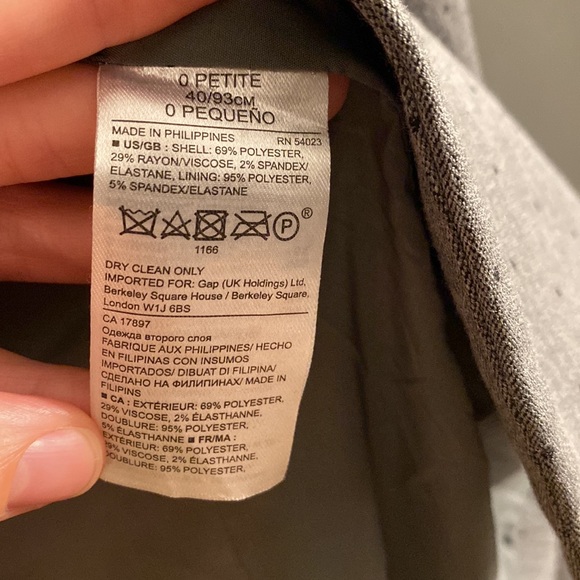 0 PETITE
40/93CM
0 PEQUEÑO
MADE IN PHILIPPINES RN 54023
■ US/GB : SHELL: 69% POLYESTER,
29% RAYON/VISCOSE, 2% SPANDEX/
ELASTANE, LINING: 95% POLYESTER,
5% SPANDEX/ELASTANE
P ®
1166
DRY CLEAN ONLY
IMPORTED FOR: Gap (UK Holdings) Ltd,
Berkeley Square House / Berkeley Square,
London W1J 6BS
CA 17897
Одежда второго слоя
FABRIQUE AUX PHILIPPINES/ HECHO
EN FILIPINAS CON INSUMOS
IMPORTADOS/ DIBUAT DI FILIPINA/
СДЕЛАНО НА ФИЛИПИНАХ/ MADE IN
FILIPINS
■ CA : EXTÉRIEUR: 69% POLYESTER,
29% VISCOSE, 2% ÉLASTHANNE.
DOUBLURE: 95% POLYESTER,
5% ÉLASTHANNE ■ FR/MA :
EXTÉRIEUR: 69% POLYESTER,
29% VISCOSE, 2% ÉLASTHANNE.
DOUBLURE: 95% POLYESTER,